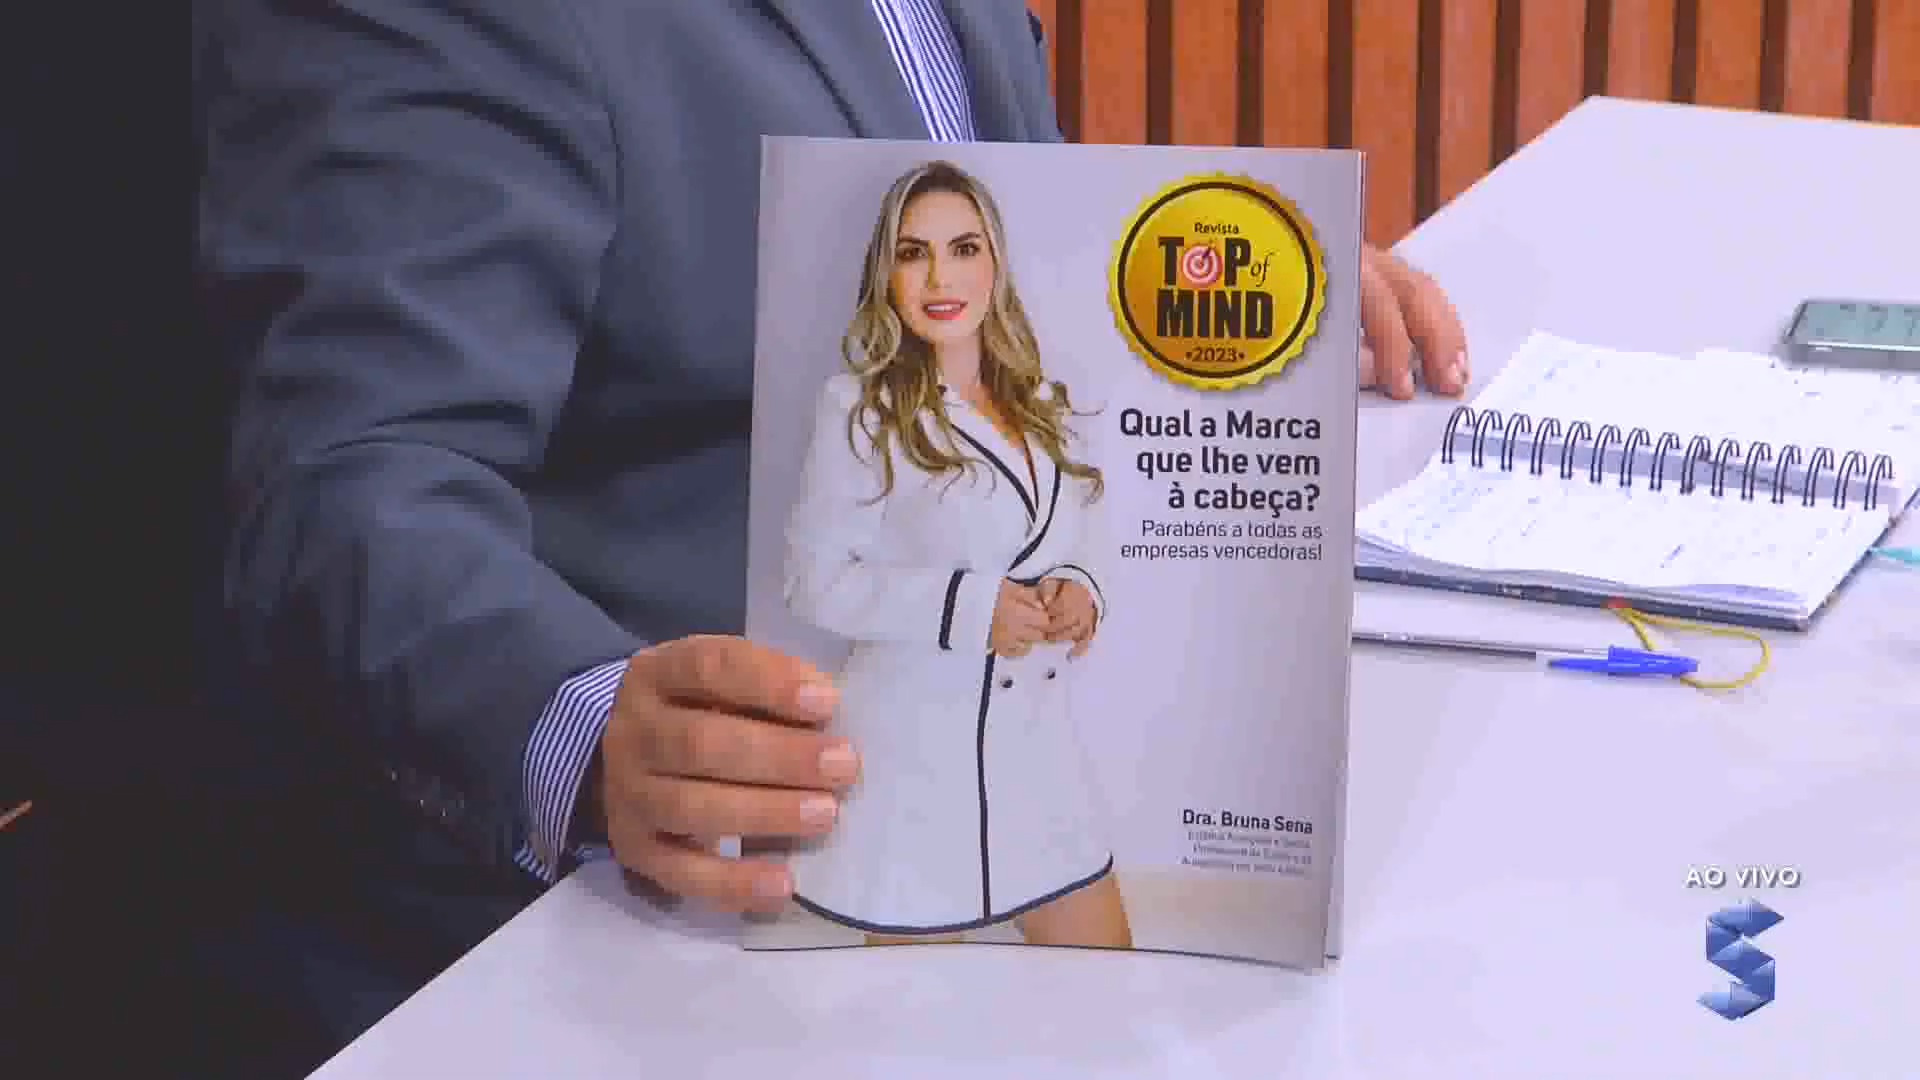 Revista
TOP of
MIND
•2023•
Qual a Marca
que lhe vem
à cabeça?
Parabéns a todas as
empresas vencedoras!
Dra. Bruna Sena
AO VIVO